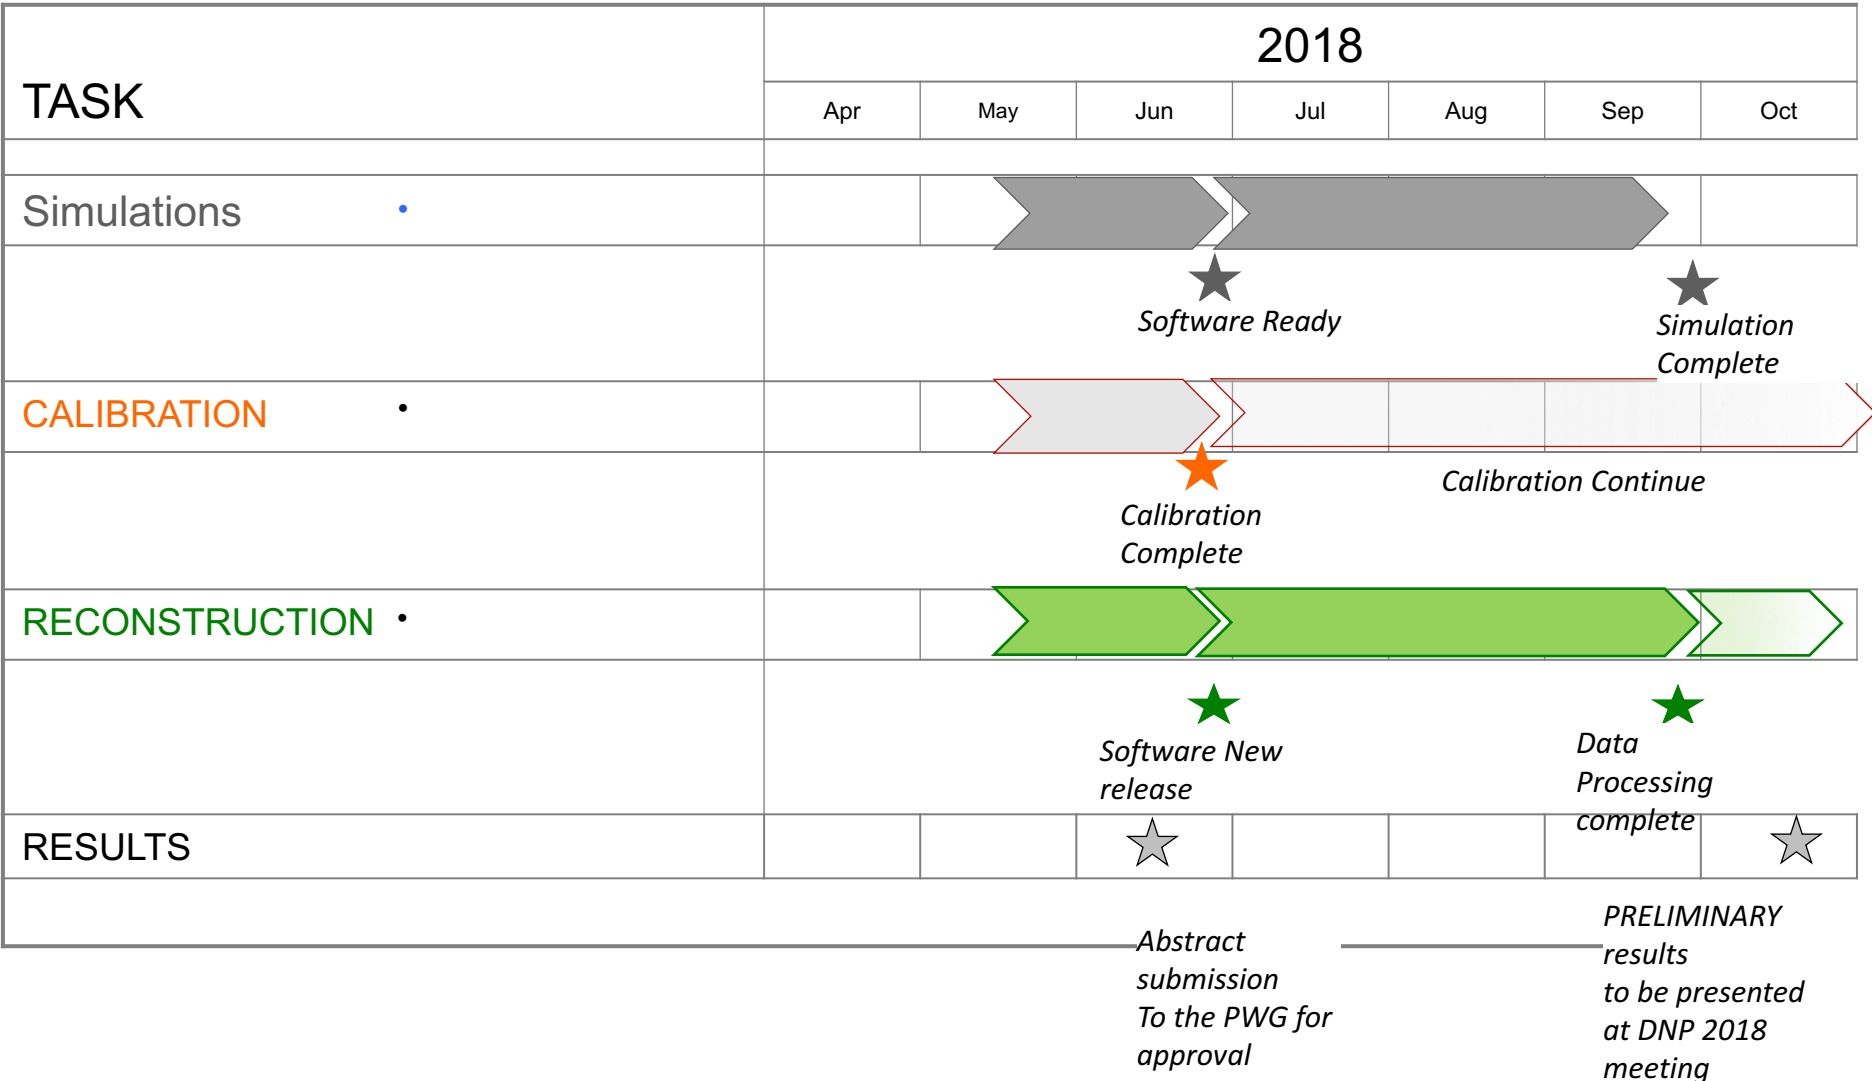 2018
TASK
Apr
May
Jun
Jul
Aug
Sep
Oct
Simulations •
Software Ready
Simulation
Complete
CALIBRATION •
Calibration Continue
Calibration
Complete
RECONSTRUCTION •
Software New
release
Data
Processing
complete
RESULTS
Abstract
submission
To the PWG for
approval
PRELIMINARY
results
to be presented
at DNP 2018
meeting